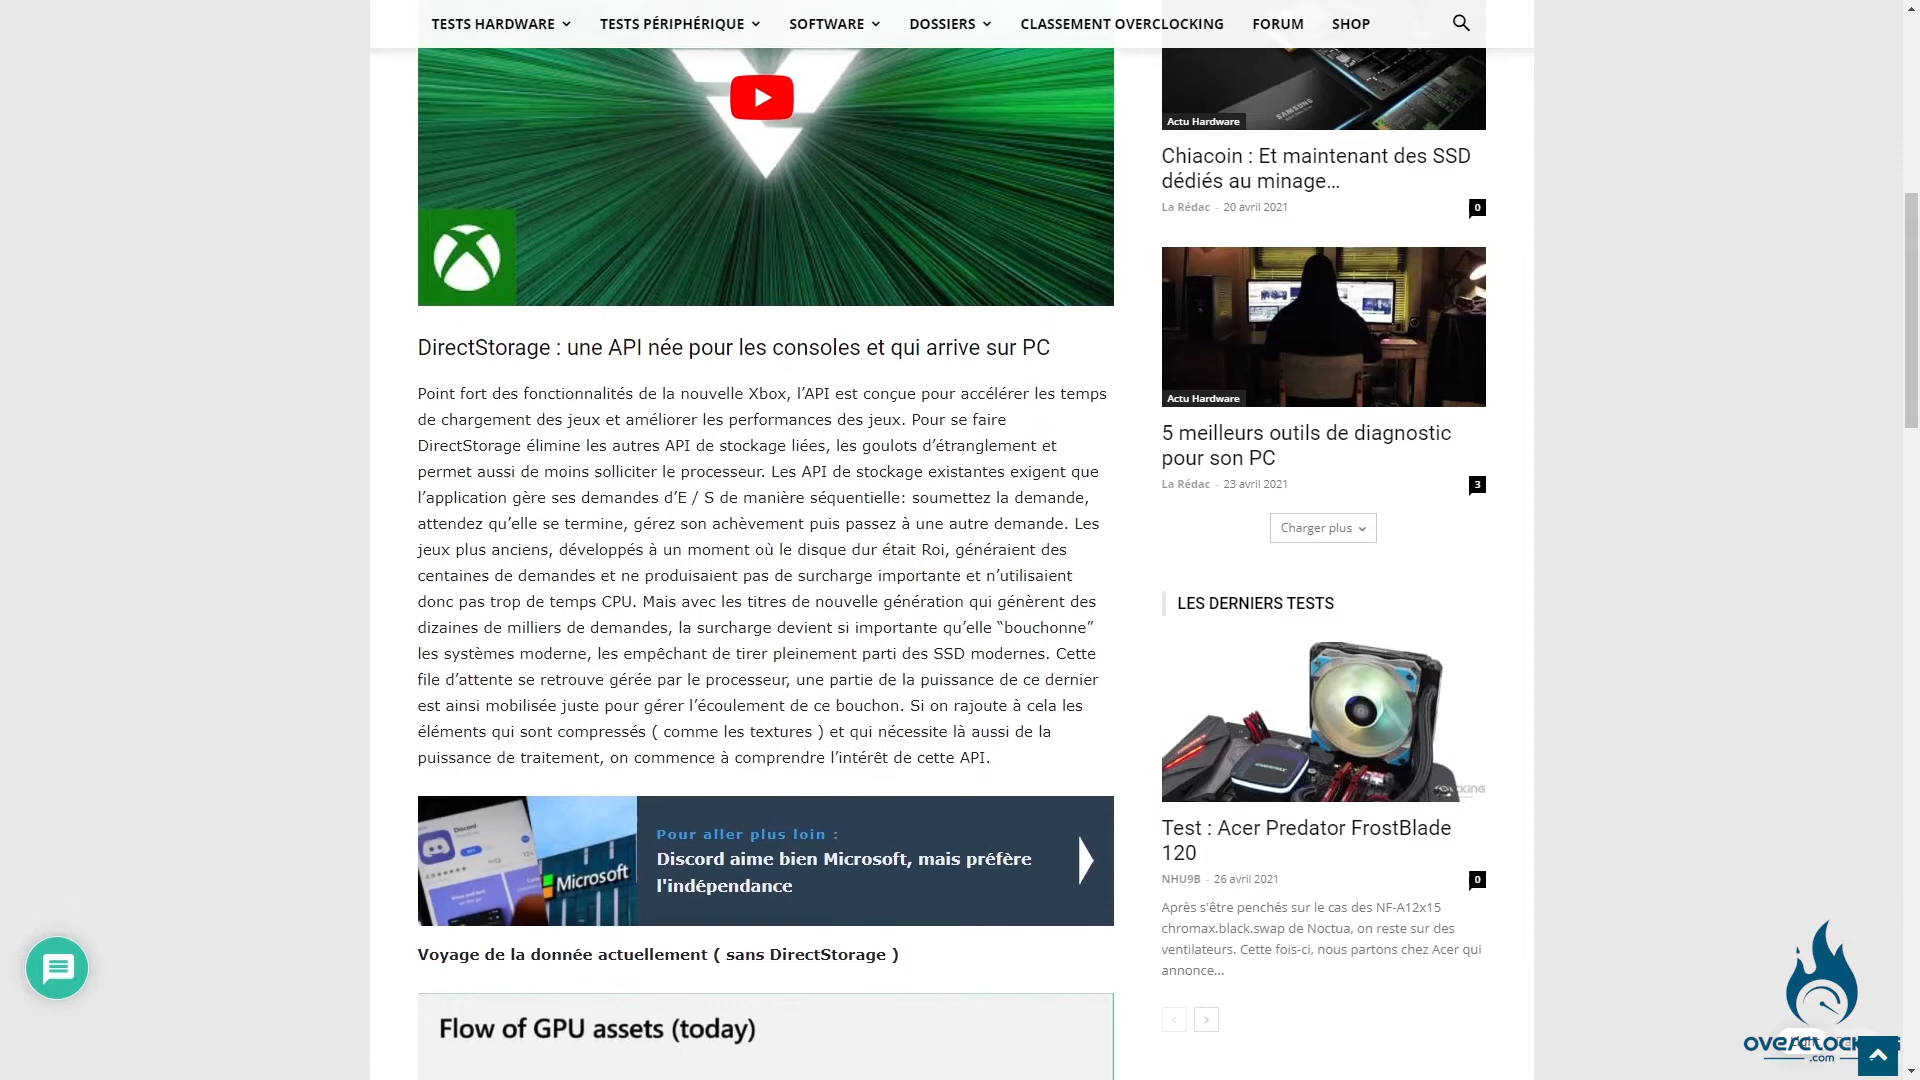 TESTS HARDWARE TESTS PÉRIPHÉRIQUE SOFTWARE DOSSIERS CLASSEMENT OVERCLOCKING FORUM SHOP
DirectStorage : une API née pour les consoles et qui arrive sur PC
Point fort des fonctionnalités de la nouvelle Xbox, l’API est conçue pour accélérer les temps
de chargement des jeux et améliorer les performances des jeux. Pour se faire
DirectStorage élimine les autres API de stockage liées, les goulots d’étranglement et
permet aussi de moins solliciter le processeur. Les API de stockage existantes exigent que
l’application gère ses demandes d’E / S de manière séquentielle: soumettez la demande,
attendez qu’elle se termine, gérez son achèvement puis passez à une autre demande. Les
jeux plus anciens, développés à un moment où le disque dur était Roi, généraient des
centaines de demandes et ne produisaient pas de surcharge importante et n’utilisaient
donc pas trop de temps CPU. Mais avec les titres de nouvelle génération qui génèrent des
dizaines de milliers de demandes, la surcharge devient si importante qu’elle “bouchonne”
les systèmes moderne, les empêchant de tirer pleinement parti des SSD modernes. Cette
file d’attente se retrouve gérée par le processeur, une partie de la puissance de ce dernier
est ainsi mobilisée juste pour gérer l’écoulement de ce bouchon. Si on rajoute à cela les
éléments qui sont compressés ( comme les textures ) et qui nécessite là aussi de la
puissance de traitement, on commence à comprendre l’intérêt de cette API.
Discord
Microsoft
Pour aller plus loin :
Discord aime bien Microsoft, mais préfère
l'indépendance
Voyage de la donnée actuellement ( sans DirectStorage )
Flow of GPU assets (today)
SAMSUNG
Actu Hardware
Chiacoin : Et maintenant des SSD
dédiés au minage…
La Rédac - 20 avril 2021
0
Actu Hardware
5 meilleurs outils de diagnostic
pour son PC
La Rédac - 23 avril 2021
3
Charger plus
LES DERNIERS TESTS
Test : Acer Predator FrostBlade
120
NHU9B - 26 avril 2021
0
Après s'être penchés sur le cas des NF-A12x15
chromax.black.swap de Noctua, on reste sur des
ventilateurs. Cette fois-ci, nous partons chez Acer qui
annonce...
.com